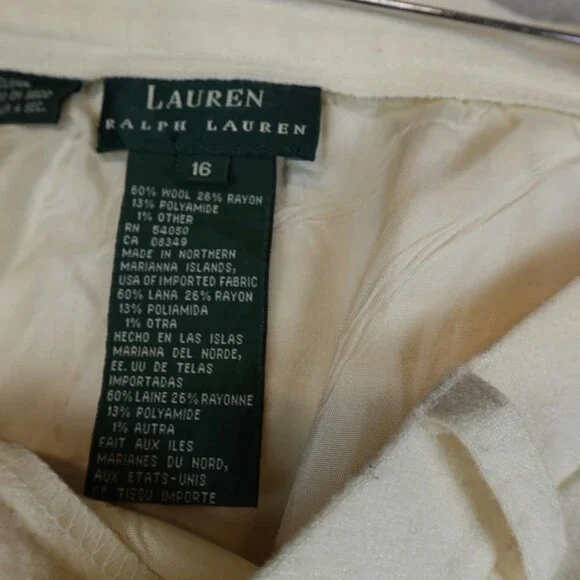 LAUREN
RALPH LAUREN
16
60% WOOL 26% RAYON
13% POLYAMIDE
1% OTHER
RN 54050
CA 08349
MADE IN NORTHERN
MARIANNA ISLANDS,
USA OF IMPORTED FABRIC
60% LANA 26% RAYON
13% POLIAMIDA
1% OTRA
HECHO EN LAS ISLAS
MARIANA DEL NORDE,
EE. UU DE TELAS
IMPORTADAS
60% LAINE 26% RAYONNE
13% POLYAMIDE
1% AUTRA
FAIT AUX ILES
MARIANES DU NORD,
AUX ETATS-UNIS
DE TISSU IMPORTE